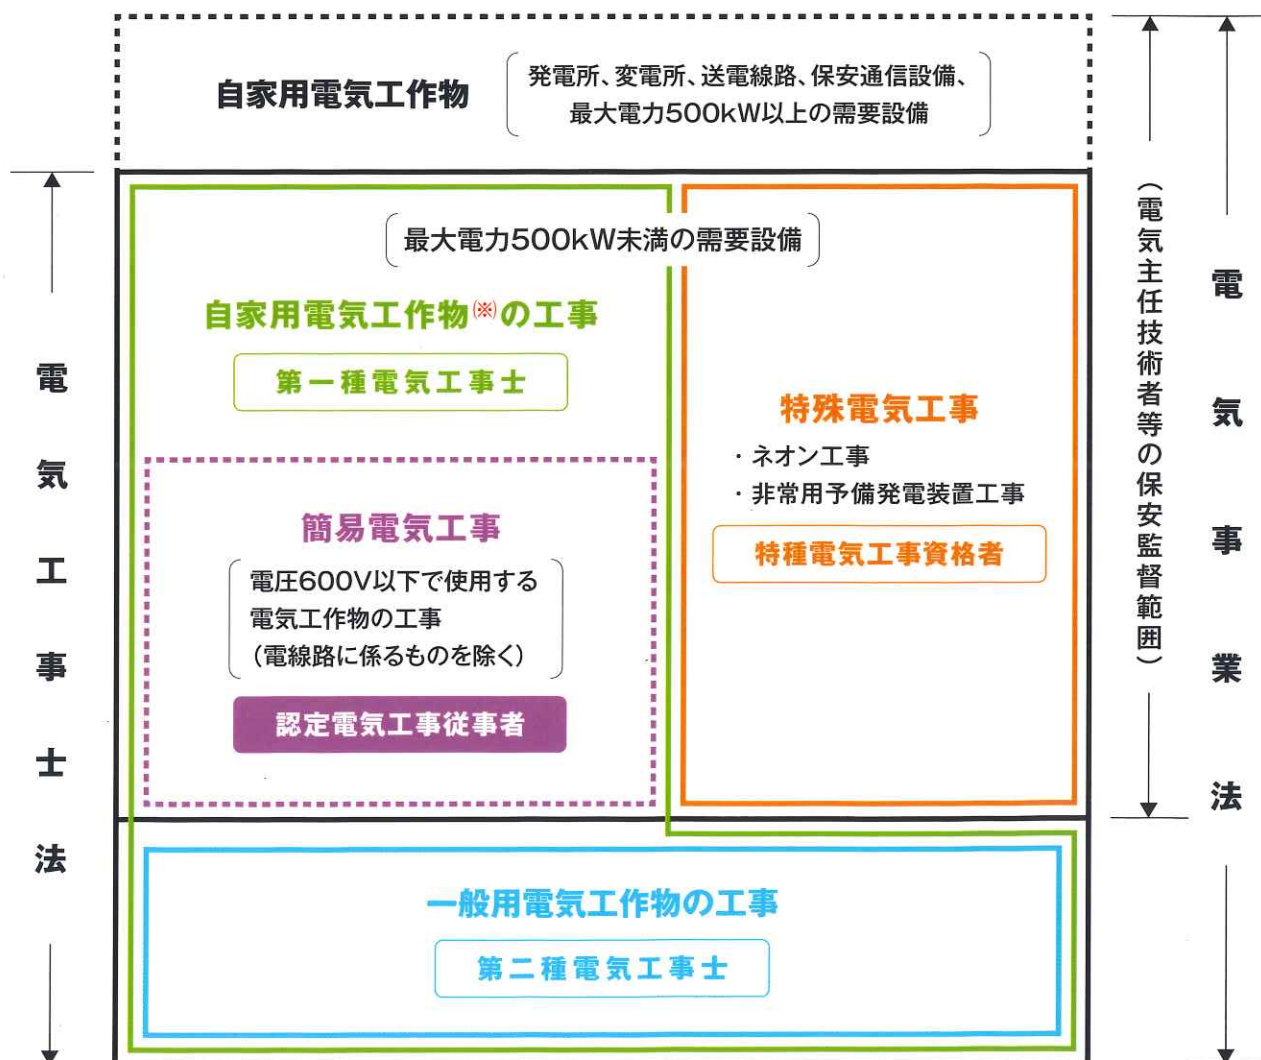 自家用電気工作物
発電所、変電所、送電線路、保安通信設備、
最大電力500kW以上の需要設備
最大電力500kW未満の需要設備
自家用電気工作物(※)の工事
第一種電気工事士
簡易電気工事
電圧600V以下で使用する
電気工作物の工事
(電線路に係るものを除く)
認定電気工事従事者
特殊電気工事
・ネオン工事
・非常用予備発電装置工事
特種電気工事資格者
一般用電気工作物の工事
第二種電気工事士
電気工事士法
(電気主任技術者等の保安監督範囲)
電気事業法